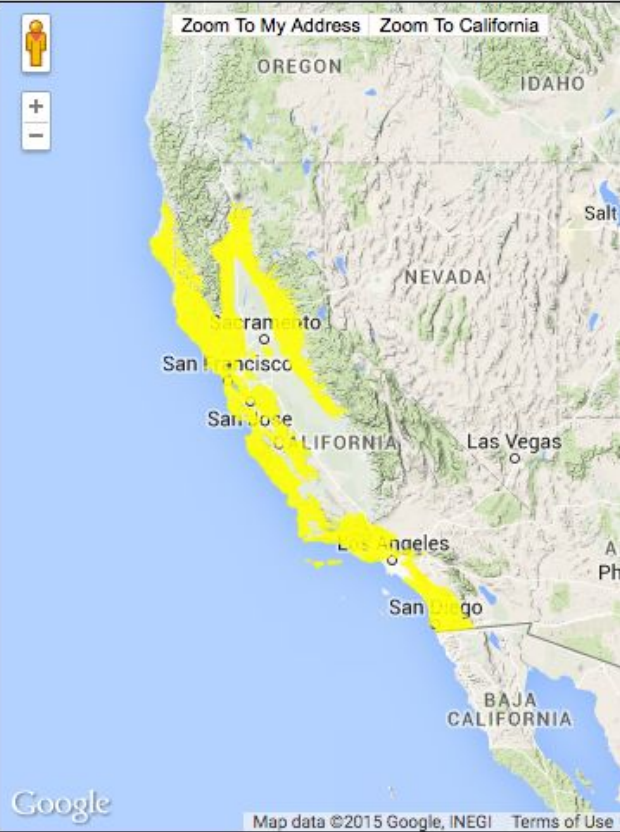 Zoom To My Address Zoom To California
OREGON
IDAHO
+
−
Salt
NEVADA
Sacramento
San Francisco
San Jose
CALIFORNIA
Las Vegas
Los Angeles
A
Ph
San Diego
BAJA
CALIFORNIA
Google
Map data ©2015 Google, INEGI Terms of Use